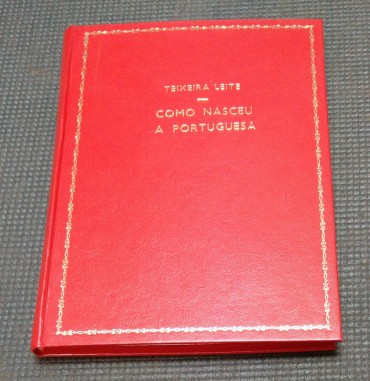 TEIXEIRA LEITE
COMO NASCEU
A PORTUGUESA